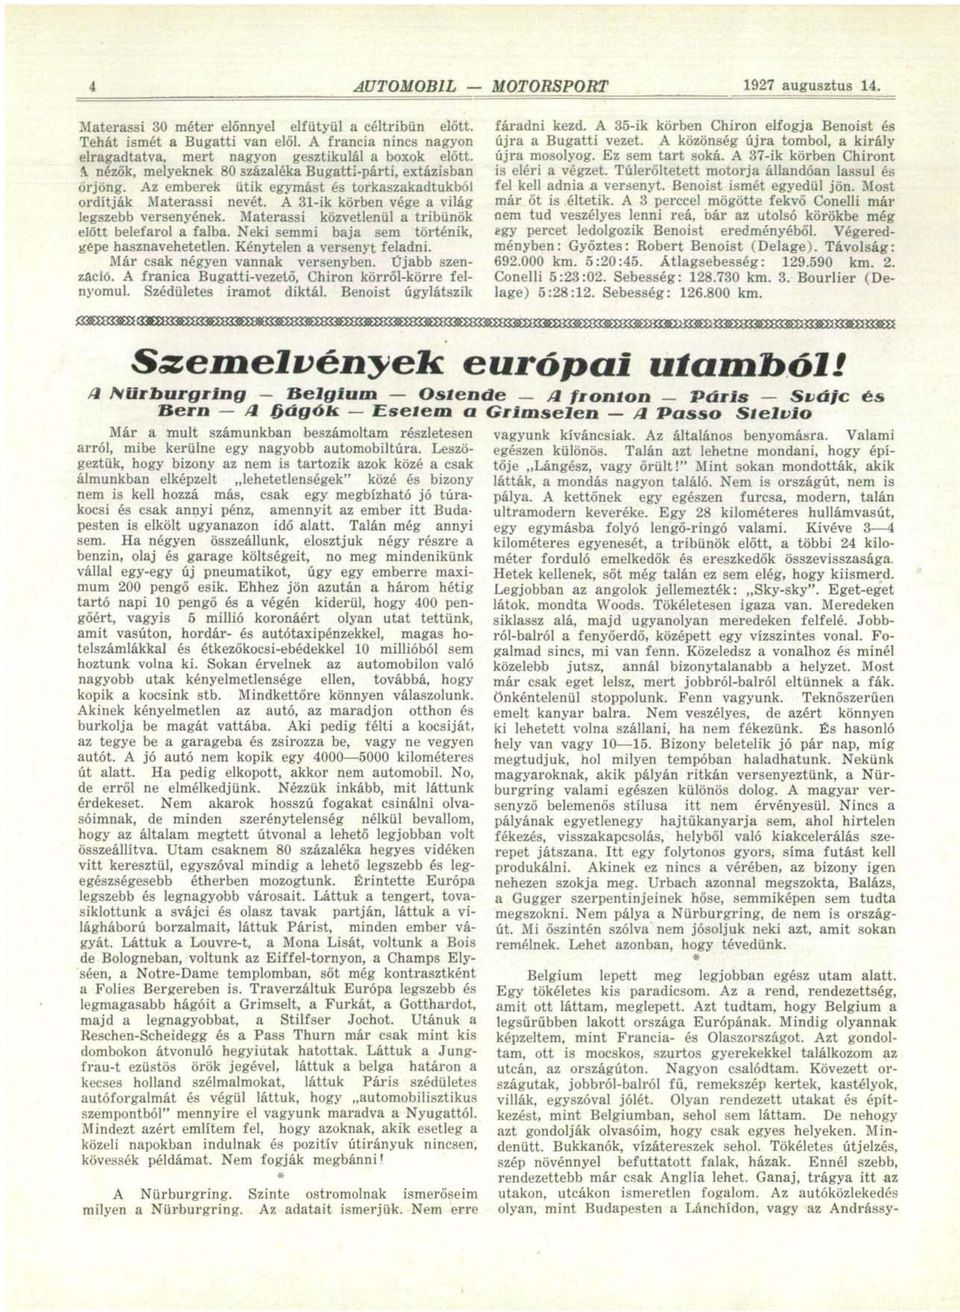 4 AUTOMOBIL — MOTORSPORT 1927 augusztus 14.
Materassi 30 méter előnnyel elfütyül a céltribün előtt.
Tehát ismét a Bugatti van elől. A francia nincs nagyon
elragadtatva, mert nagyon gesztikulál a boxok előtt.
A nézők, melyeknek 80 százaléka Bugatti-párti, extázisban
őrjöng. Az emberek ütik egymást és torkaszakadtukból
ordítják Materassi nevét. A 31-ik körben vége a világ
legszebb versenyének. Materassi közvetlenül a tribünök
előtt belefarol a falba. Neki semmi baja sem történik,
gépe hasznavehetetlen. Kénytelen a versenyt feladni.
Már csak négyen vannak versenyben. Újabb szen-
záció. A franica Bugatti-vezető, Chiron körről-körre fel-
nyomul. Szédületes iramot diktál. Benoist úgylátszik
fáradni kezd. A 35-ik körben Chiron elfogja Benoist és
újra a Bugatti vezet. A közönség újra tombol, a király
újra mosolyog. Ez sem tart soká. A 37-ik körben Chiront
is eléri a végzet. Túlerőltetett motorja állandóan lassul és
fel kell adnia a versenyt. Benoist ismét egyedül jön. Most
már őt is éltetik. A 3 perccel mögötte fekvő Conelli már
nem tud veszélyes lenni reá, bár az utolsó körökbe még
egy percet ledolgozik Benoist eredményéből. Végered-
ményben: Győztes: Robert Benoist (Delage). Távolság:
692.000 km. 5:20:45. Átlagsebesség: 129.590 km. 2.
Conelli 5:23:02. Sebesség: 128.730 km. 3. Bourlier (De-
lage) 5:28:12. Sebesség: 126.800 km.
Szemelvények európai utamból!
A Nürburgring — Belgium — Ostende — A fronton — Páris — Svájc és
Bern — A hágók — Esetem a Grimselen — A Passo Stelvio
Már a mult számunkban beszámoltam részletesen
arról, mibe kerülne egy nagyobb automobiltúra. Leszö-
geztük, hogy bizony az nem is tartozik azok közé a csak
álmunkban elképzelt „lehetetlenségek” közé és bizony
nem is kell hozzá más, csak egy megbízható jó túra-
kocsi és csak annyi pénz, amennyit az ember itt Buda-
pesten is elkölt ugyanazon idő alatt. Talán még annyi
sem. Ha négyen összeállunk, elosztjuk négy részre a
benzin, olaj és garage költségeit, no meg mindenikünk
vállal egy-egy új pneumatikot, úgy egy emberre maxi-
mum 200 pengő esik. Ehhez jön azután a három hétig
tartó napi 10 pengő és a végén kiderül, hogy 400 pen-
gőért, vagyis 5 millió koronáért olyan utat tettünk,
amit vasúton, hordár- és autótaxipénzekkel, magas ho-
telszámlákkal és étkezőkocsi-ebédekkel 10 millióból sem
hoztunk volna ki. Sokan érvelnek az automobilon való
nagyobb utak kényelmetlensége ellen, továbbá, hogy
kopik a kocsink stb. Mindkettőre könnyen válaszolunk.
Akinek kényelmetlen az autó, az maradjon otthon és
burkolja be magát vattába. Aki pedig félti a kocsiját,
az tegye be a garageba és zsirozza be, vagy ne vegyen
autót. A jó autó nem kopik egy 4000—5000 kilométeres
út alatt. Ha pedig elkopott, akkor nem automobil. No,
de erről ne elmélkedjünk. Nézzük inkább, mit láttunk
érdekeset. Nem akarok hosszú fogakat csinálni olva-
sóimnak, de minden szerénytelenség nélkül bevallom,
hogy az általam megtett útvonal a lehető legjobban volt
összeállítva. Utam csaknem 80 százaléka hegyes vidéken
vitt keresztül, egyszóval mindig a lehető legszebb és leg-
egészségesebb étherben mozogtunk. Érintette Európa
legszebb és legnagyobb városait. Láttuk a tengert, tova-
siklottunk a svájci és olasz tavak partján, láttuk a vi-
lágháború borzalmait, láttuk Párist, minden ember vá-
gyát. Láttuk a Louvre-t, a Mona Lisát, voltunk a Bois
de Bologneban, voltunk az Eiffel-tornyon, a Champs Ely-
séen, a Notre-Dame templomban, sőt még kontrasztként
a Folies Bergereben is. Traverzáltuk Európa legszebb és
legmagasabb hágóit a Grimselt, a Furkát, a Gotthardot,
majd a legnagyobbat, a Stilfser Jochot. Utánuk a
Reschen-Scheidegg és a Pass Thurn már csak mint kis
dombokon átvonuló hegyiútak hatottak. Láttuk a Jung-
frau-t ezüstös örök jegével, láttuk a belga határon a
kecses holland szélmalmokat, láttuk Páris szédületes
autóforgalmát és végül láttuk, hogy „automobilisztikus
szempontból” mennyire el vagyunk maradva a Nyugattól.
Mindezt azért említem fel, hogy azoknak, akik esetleg a
közeli napokban indulnak és pozitív útirányuk nincsen,
kövessék példámat. Nem fogják megbánni!
*
A Nürburgring. Szinte ostromolnak ismerőseim
milyen a Nürburgring. Az adatait ismerjük. Nem erre
vagyunk kíváncsiak. Az általános benyomásra. Valami
egészen különös. Talán azt lehetne mondani, hogy épí-
tője „Lángész, vagy őrült!” Mint sokan mondották, akik
látták, a mondás nagyon találó. Nem is országút, nem is
pálya. A kettőnek egy egészen furcsa, modern, talán
ultramodern keveréke. Egy 28 kilométeres hullámvasút,
egy egymásba folyó lengő-ringó valami. Kivéve 3—4
kilométeres egyenesét, a tribünök előtt, a többi 24 kilo-
méter forduló emelkedők és ereszkedők összevisszasága.
Hetek kellenek, sőt még talán ez sem elég, hogy kiismerd.
Legjobban az angolok jellemezték: „Sky-sky”. Eget-eget
látok, mondta Woods. Tökéletesen igaza van. Meredeken
siklassz alá, majd ugyanolyan meredeken felfelé. Jobb-
ról-balról a fenyőerdő, középett egy vízszintes vonal. Fo-
galmad sincs, mi van fenn. Közeledsz a vonalhoz és minél
közelebb jutsz, annál bizonytalanabb a helyzet. Most
már csak eget lelsz, mert jobbról-balról eltünnek a fák.
Önkéntelenül stoppolunk. Fenn vagyunk. Teknőszerűen
emelt kanyar balra. Nem veszélyes, de azért könnyen
ki lehetett volna szállani, ha nem fékezünk. És hasonló
hely van vagy 10—15. Bizony beletelik jó pár nap, míg
megtudjuk, hol milyen tempóban haladhatunk. Nekünk
magyaroknak, akik pályán ritkán versenyeztünk, a Nür-
burgring valami egészen különös dolog. A magyar ver-
senyző belemenős stílusa itt nem érvényesül. Nincs a
pályának egyetlenegy hajtükanyarja sem, ahol hirtelen
fékezés, visszakapcsolás, kifelé való kiakcelerálás sze-
repet játszana. Itt egy folytonos gyors, síma futást kell
produkálni. Akinek ez nincs a vérében, az bizony igen
nehezen szokja meg. Urbach azonnal megszokta, Balázs,
a Gugger szerpentinjeinek hőse, semmiképen sem tudta
megszokni. Nem pálya a Nürburgring, de nem is ország-
út. Mi őszintén szólva nem jósoljuk neki azt, amit sokan
remélnek. Lehet azonban, hogy tévedünk.
*
Belgium lepett meg legjobban egész utam alatt.
Egy tökéletes kis paradicsom. Az a rend, rendezettség,
amit ott láttam, meglepett. Azt tudtam, hogy Belgium a
legsűrűbben lakott országa Európának. Mindig olyannak
képzeltem, mint Francia- és Olaszországot. Azt gondol-
tam, ott is mocskos, szurtos gyerekekkel találkozom az
utcán, az országúton. Nagyon csalódtam. Kövezett or-
szágutak, jobbról-balról fű, remekszép kertek, kastélyok,
villák, egyszóval jólét. Olyan rendezett utakat és épít-
kezést, mint Belgiumban, sehol sem láttam. De nehogy
azt gondolják olvasóim, hogy csak egyes helyeken. Min-
denütt. Bukkanók, vízátereszek sehol. Tökéletes útjelzés,
szép növénnyel befuttatott falak, házak. Ennél szebb,
rendezettebb már csak Anglia lehet. Ganaj, trágya itt az
utakon, utcákon ismeretlen fogalom. Az autóközlekedés
olyan, mint Budapesten a Lánchídon, vagy az Andrássy-